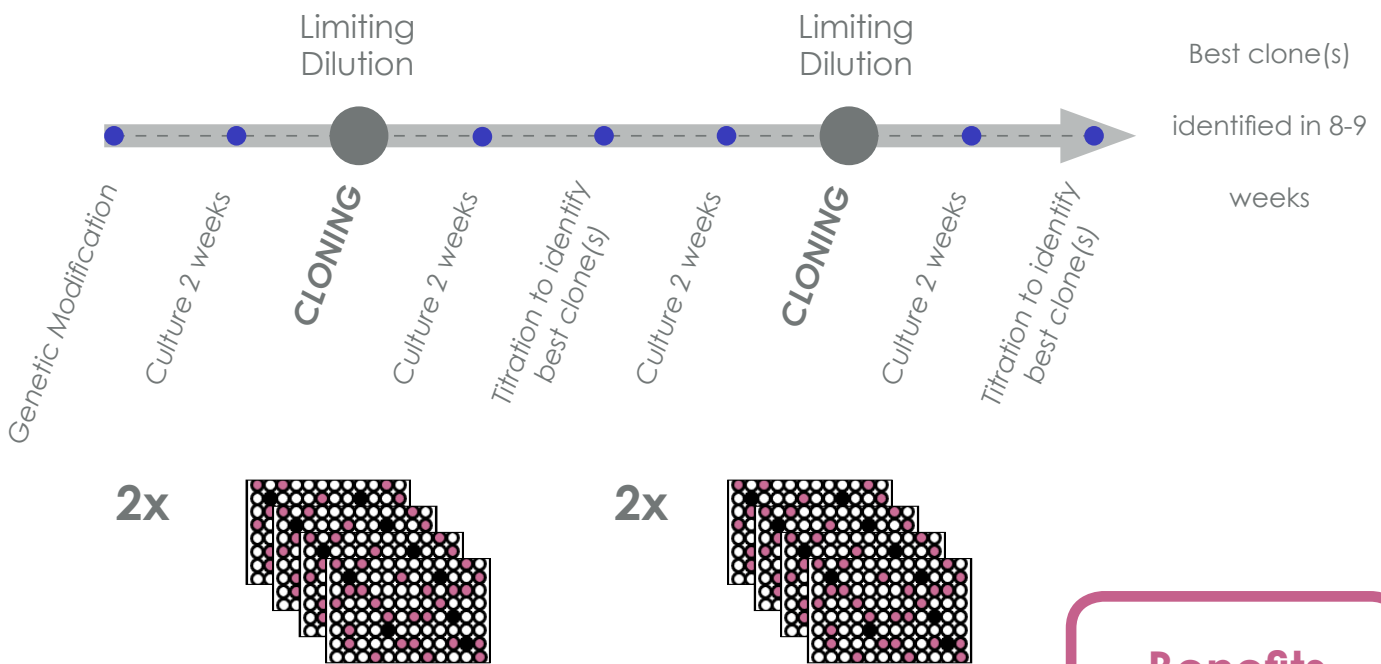 Limiting
Dilution
Limiting
Dilution
Best clone(s)
identified in 8-9
weeks
Genetic Modification
Culture 2 weeks
CLONING
Culture 2 weeks
Titration to identify
best clone(s)
Culture 2 weeks
CLONING
Culture 2 weeks
Titration to identify
best clone(s)
2x
2x
Benefits